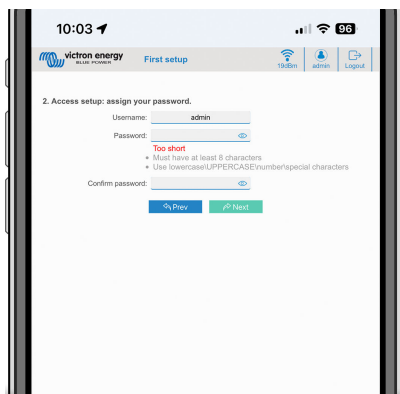 10:03
96
victron energy
BLUE POWER
First setup
19dBm
admin
Logout
2. Access setup: assign your password.
Username: admin
Password:
Too short
Must have at least 8 characters
Use lowercase\UPPERCASE\number\special characters
Confirm password:
Prev
Next